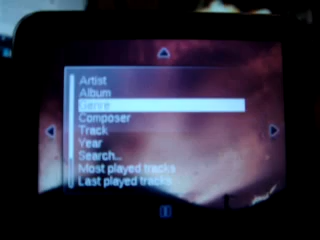 Artist
Album
Genre
Composer
Track
Year
Search...
Most played tracks
Last played tracks